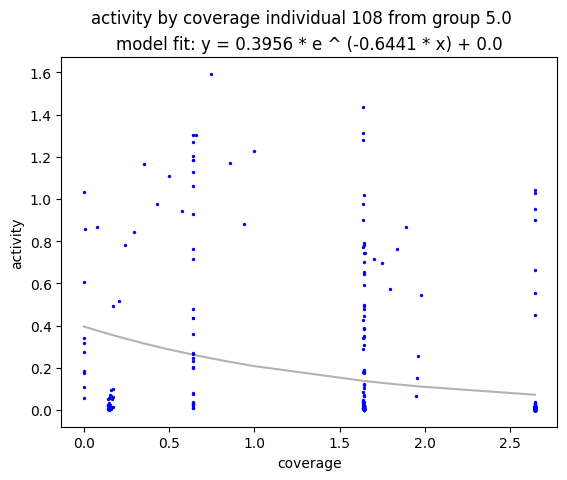 activity by coverage individual 108 from group 5.0
model fit: y = 0.3956 * e ^ (-0.6441 * x) + 0.0
1.6
1.4
1.2
1.0
0.8
0.6
0.4
0.2
0.0
activity
0.0 0.5 1.0 1.5 2.0 2.5
coverage